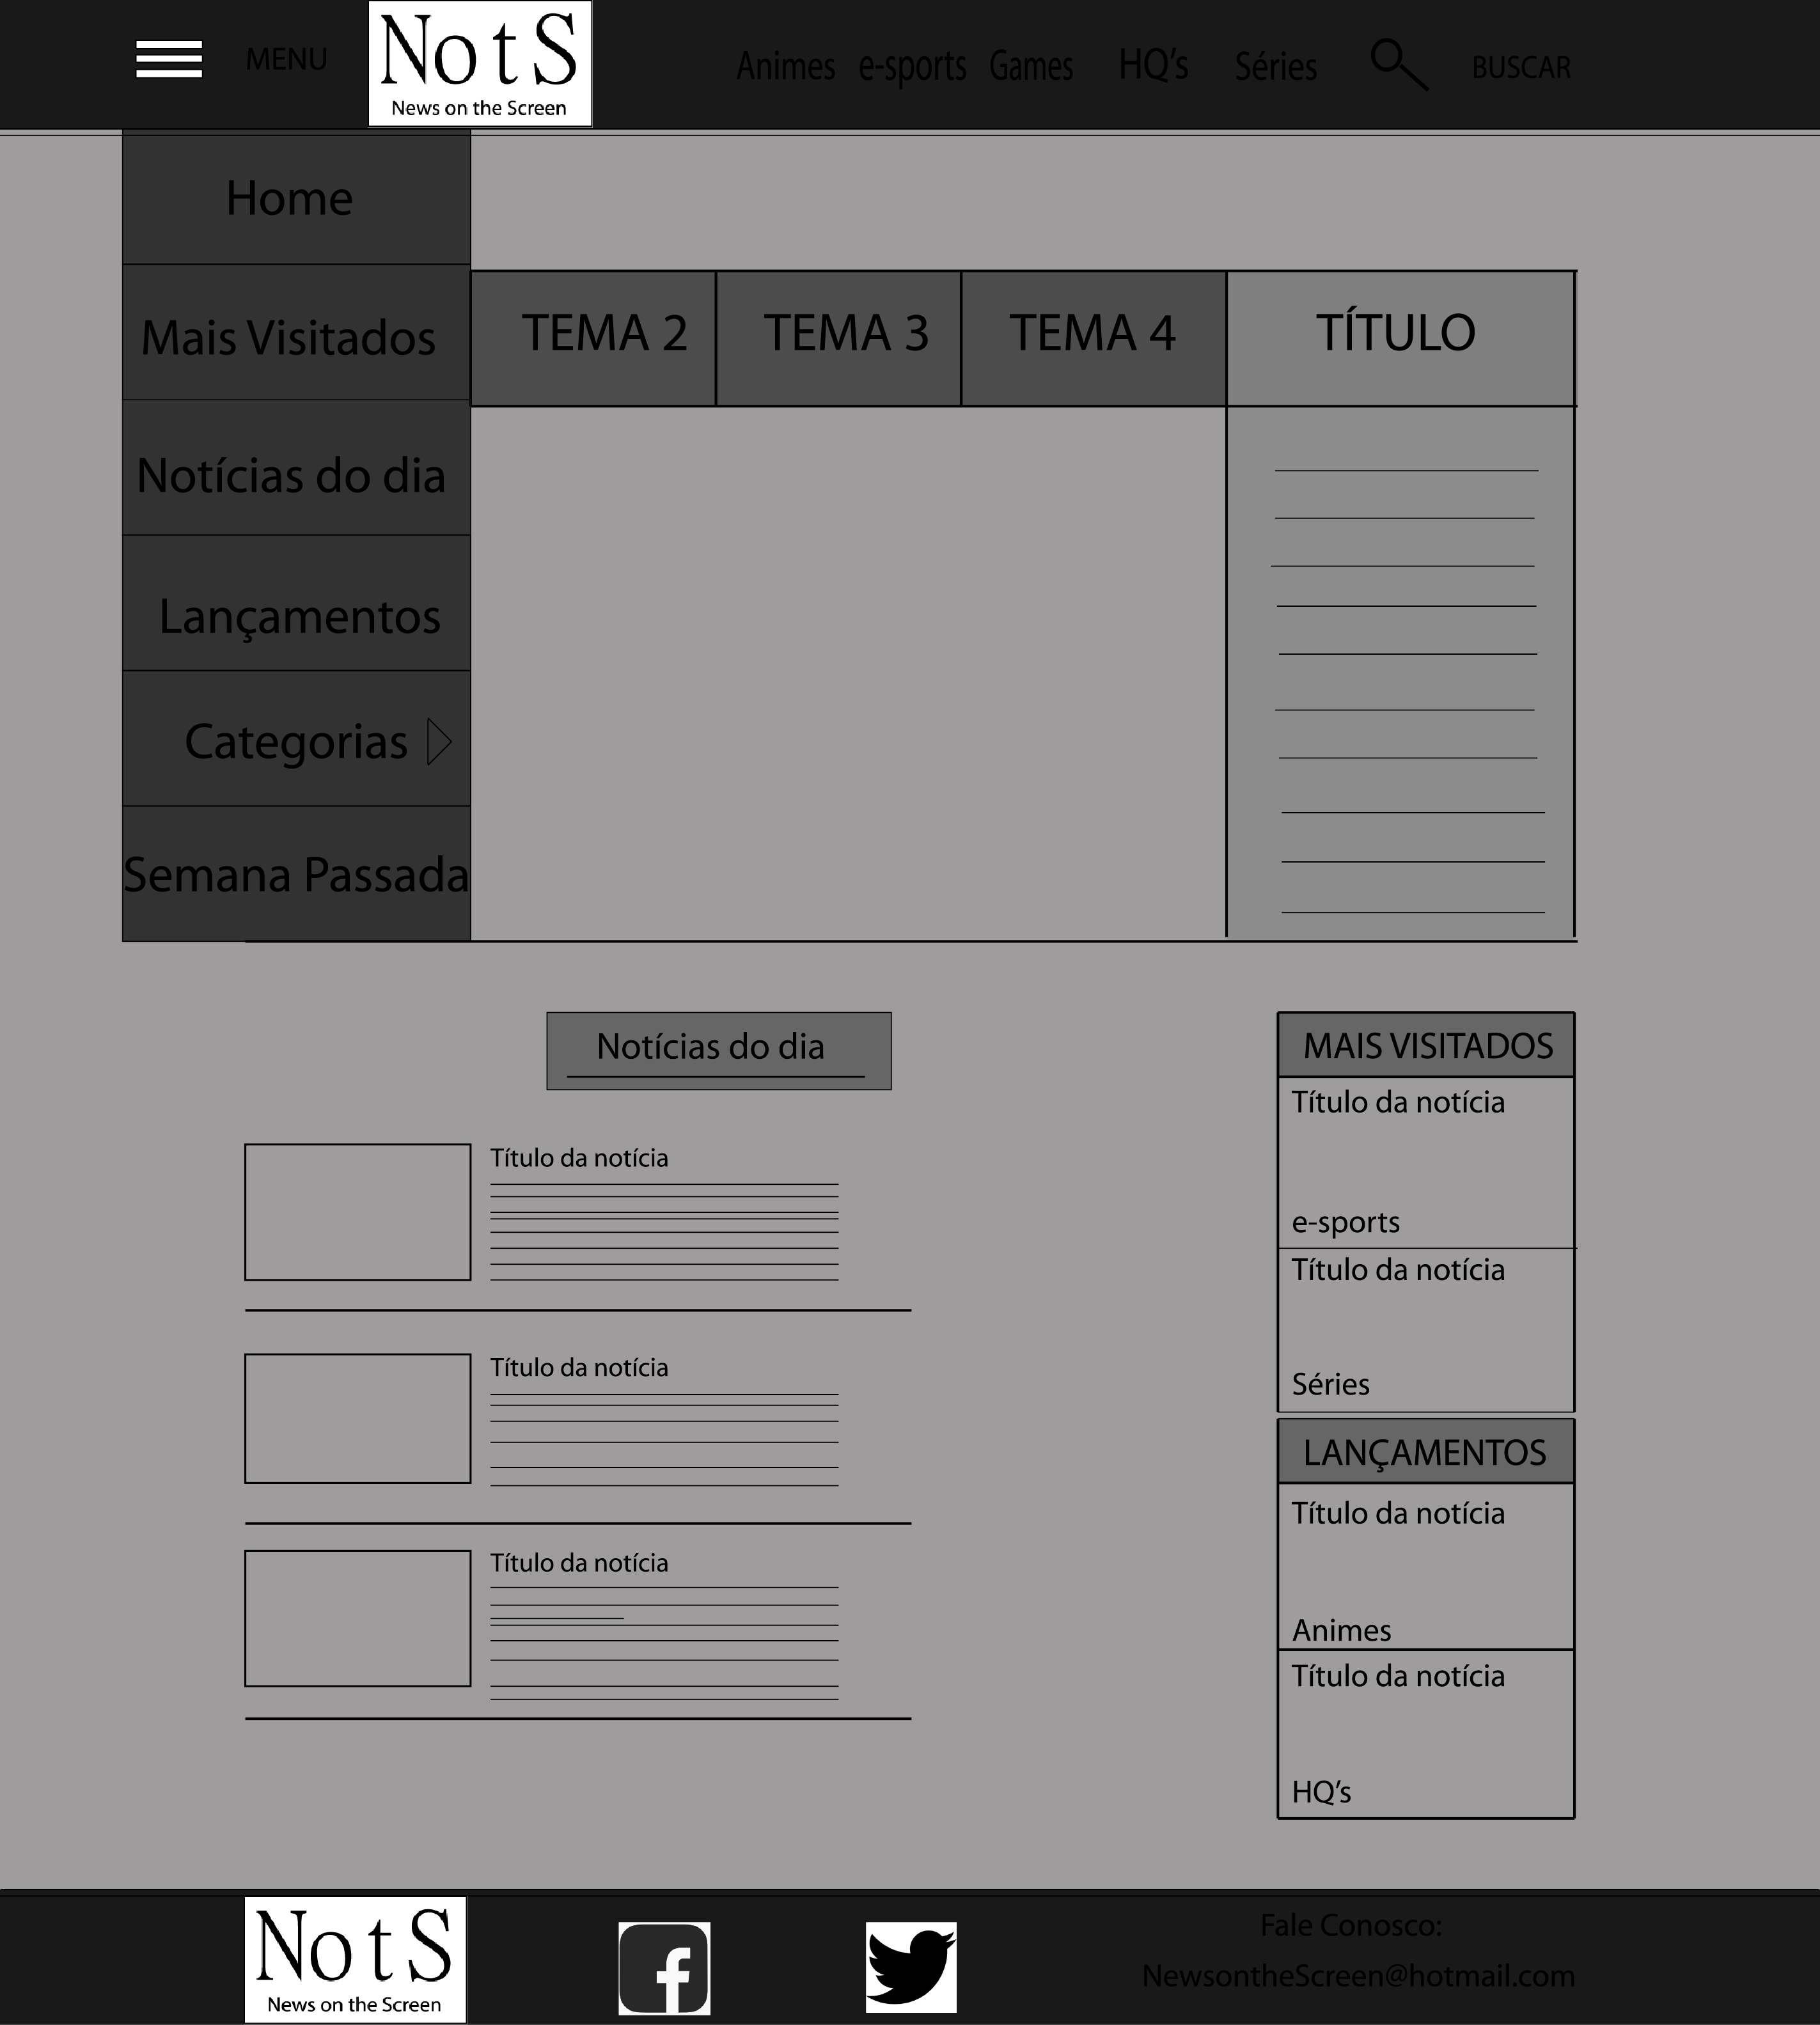 MENU
NotS
News on the Screen
Animes e-sports Games HQ’s Séries BUSCAR
Home
Mais Visitados
Notícias do dia
Lançamentos
Categorias
Semana Passada
TEMA 2 TEMA 3 TEMA 4 TÍTULO
Notícias do dia
Título da notícia
Título da notícia
Título da notícia
MAIS VISITADOS
Título da notícia
e-sports
Título da notícia
Séries
LANÇAMENTOS
Título da notícia
Animes
Título da notícia
HQ’s
NotS
News on the Screen
f
Fale Conosco:
NewsontheScreen@hotmail.com